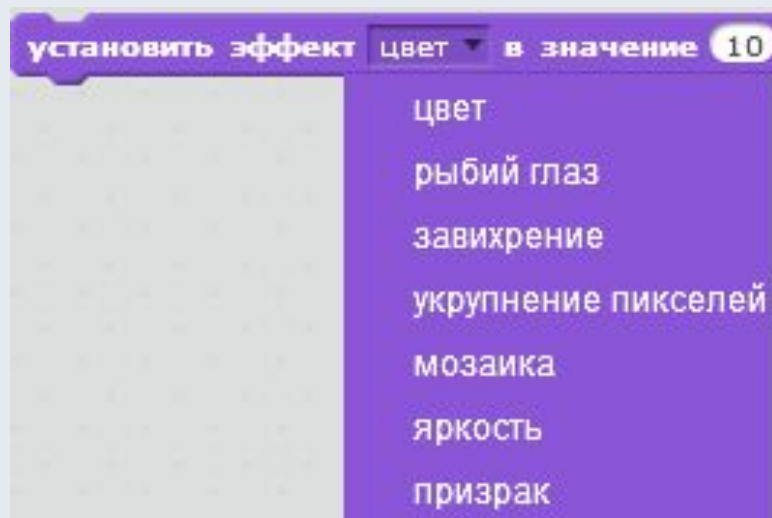 установить эффект цвет в значение 10
цвет
рыбий глаз
завихрение
укрупнение пикселей
мозаика
яркость
призрак